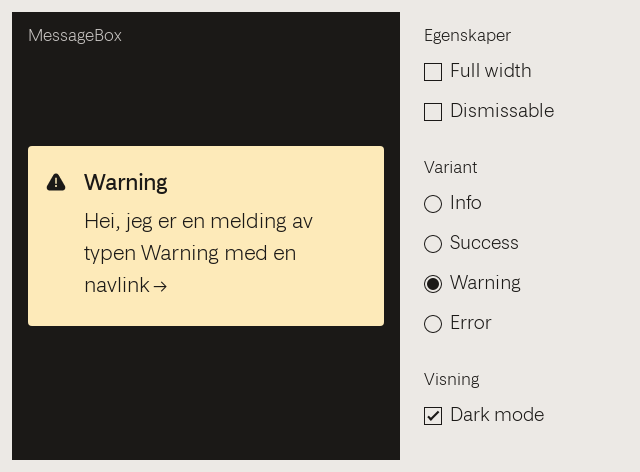 MessageBox
Warning
Hei, jeg er en melding av
typen Warning med en
navlink →
Egenskaper
Full width
Dismissable
Variant
Info
Success
Warning
Error
Visning
Dark mode